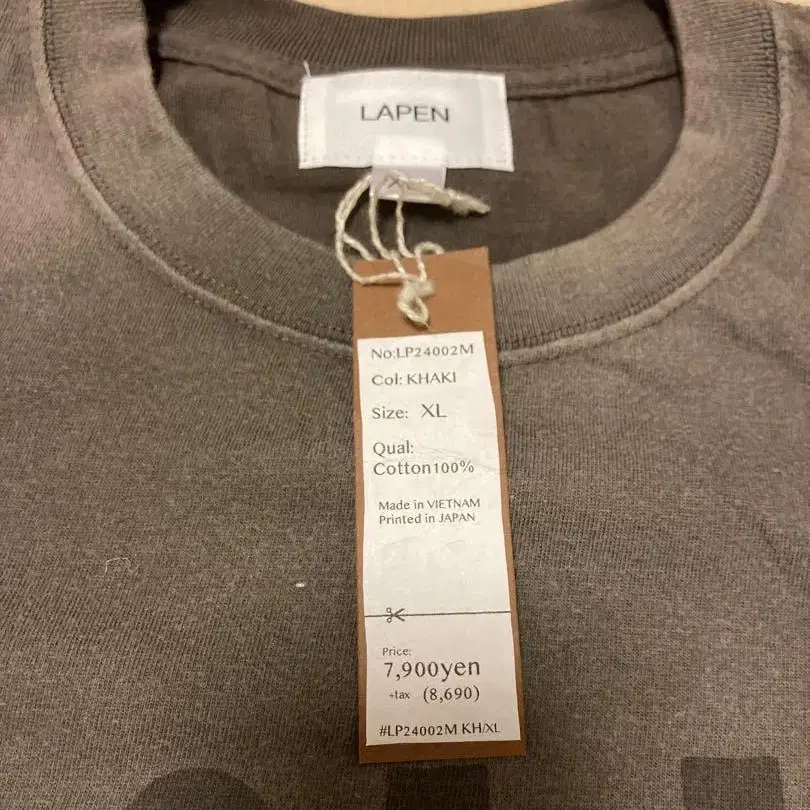 LAPEN
No:LP24002M
Col: KHAKI
Size: XL
Qual:
Cotton100%
Made in VIETNAM
Printed in JAPAN
Price:
7,900yen
+tax (8,690)
#LP24002M KH/XL